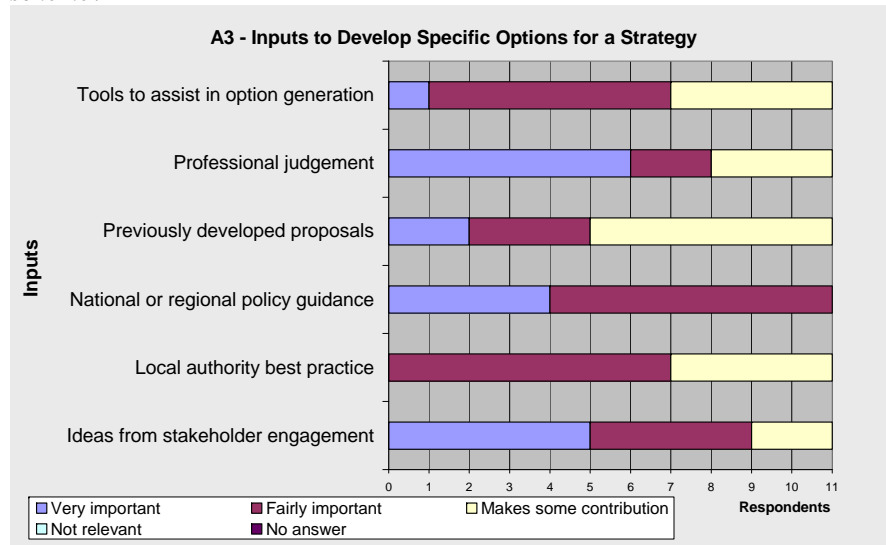 A3 - Inputs to Develop Specific Options for a Strategy
Tools to assist in option generation
Professional judgement
Previously developed proposals
National or regional policy guidance
Local authority best practice
Ideas from stakeholder engagement
Inputs
0 1 2 3 4 5 6 7 8 9 10 11
Respondents
Very important Fairly important Makes some contribution
Not relevant No answer